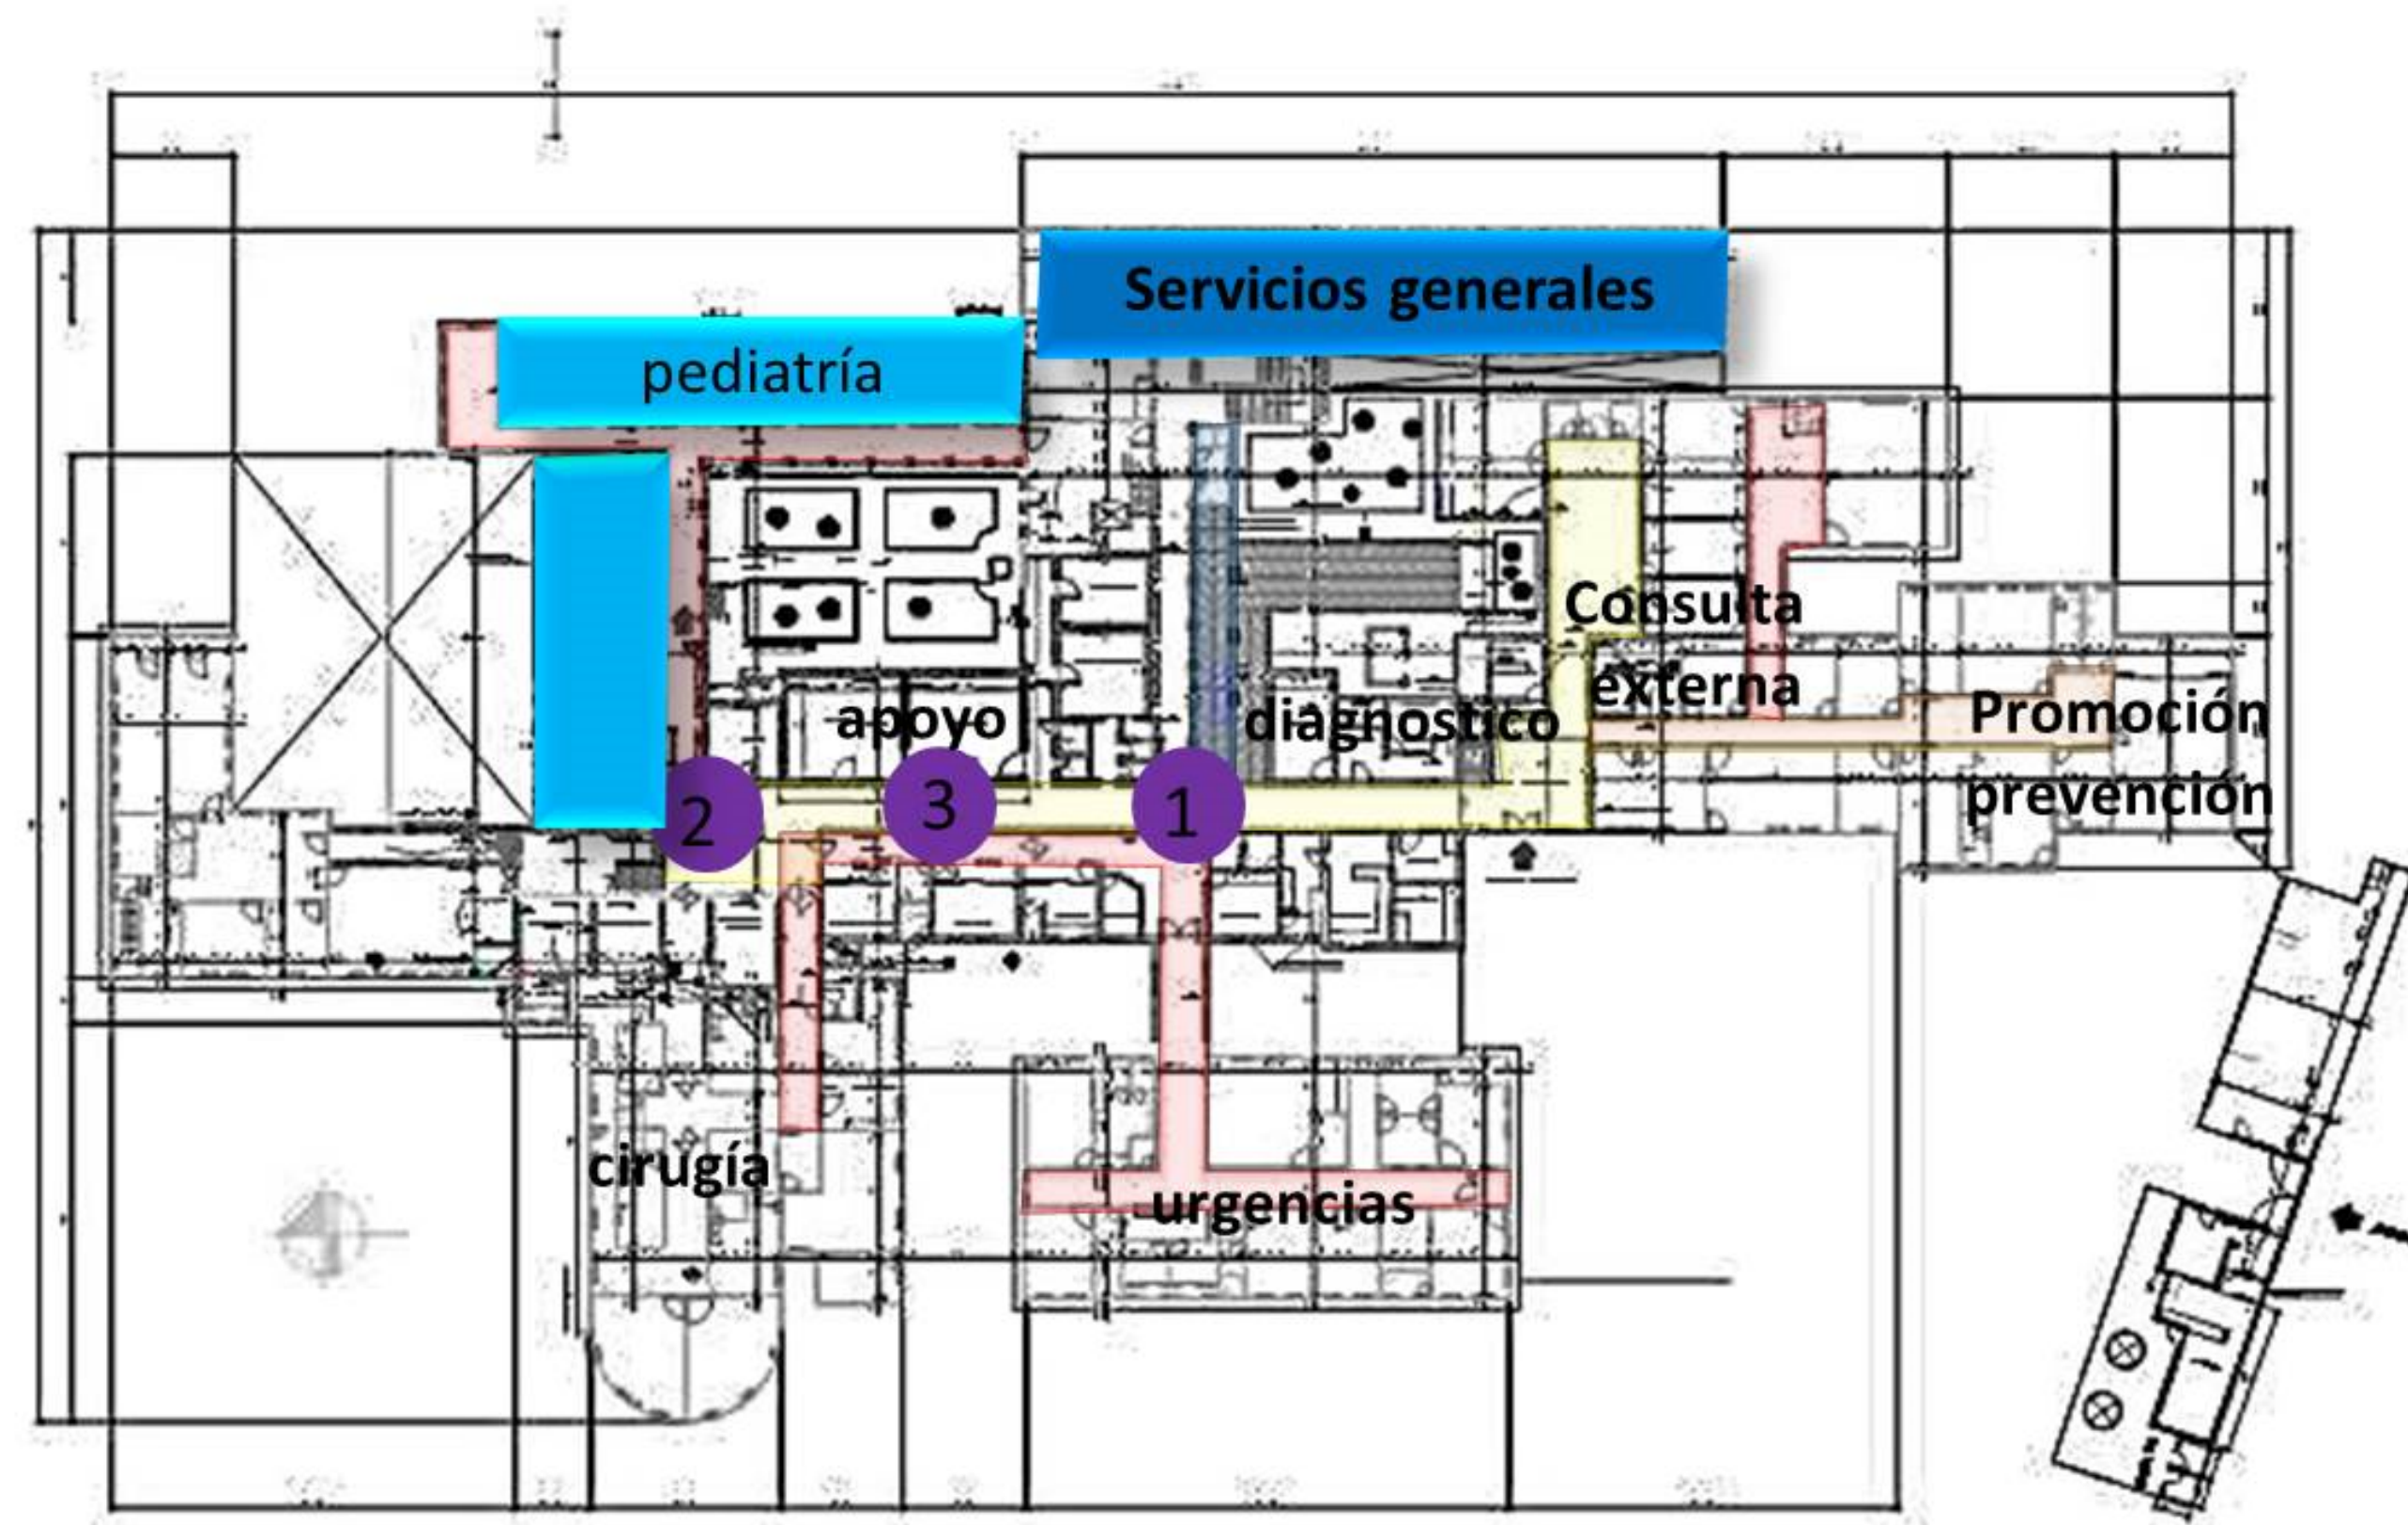 Servicios generales
pediatría
Consulta
externa
apoyo
diagnostico
Promoción
prevención
2
3
1
cirugía
urgencias